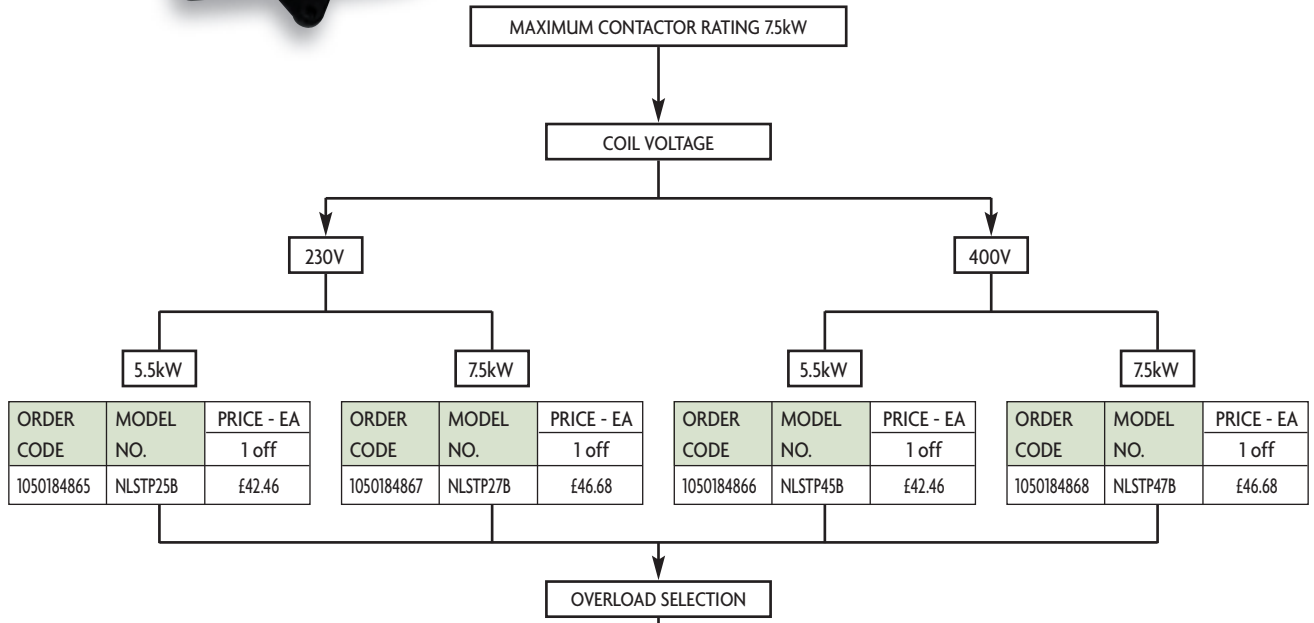 MAXIMUM CONTACTOR RATING 7.5kW
COIL VOLTAGE
230V
400V
5.5kW
7.5kW
5.5kW
7.5kW
ORDER CODE MODEL NO. PRICE - EA 1 off
1050184865 NLSTP25B £42.46
ORDER CODE MODEL NO. PRICE - EA 1 off
1050184867 NLSTP27B £46.68
ORDER CODE MODEL NO. PRICE - EA 1 off
1050184866 NLSTP45B £42.46
ORDER CODE MODEL NO. PRICE - EA 1 off
1050184868 NLSTP47B £46.68
OVERLOAD SELECTION